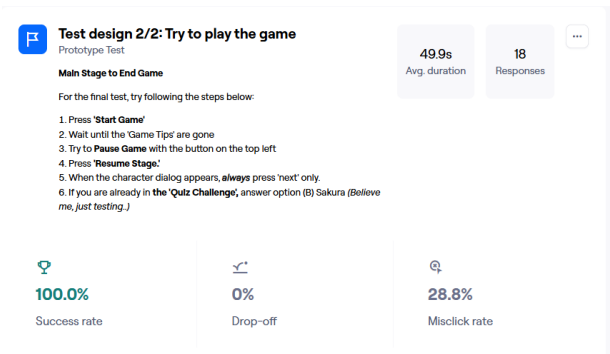 Test design 2/2: Try to play the game
Prototype Test
Main Stage to End Game
For the final test, try following the steps below:
1. Press 'Start Game'
2. Wait until the 'Game Tips' are gone
3. Try to Pause Game with the button on the top left
4. Press 'Resume Stage.'
5. When the character dialog appears, always press 'next' only.
6. If you are already in the 'Quiz Challenge', answer option (B) Sakura (Believe
me, just testing..)
49.9s
Avg. duration
18
Responses
100.0%
Success rate
0%
Drop-off
28.8%
Misclick rate